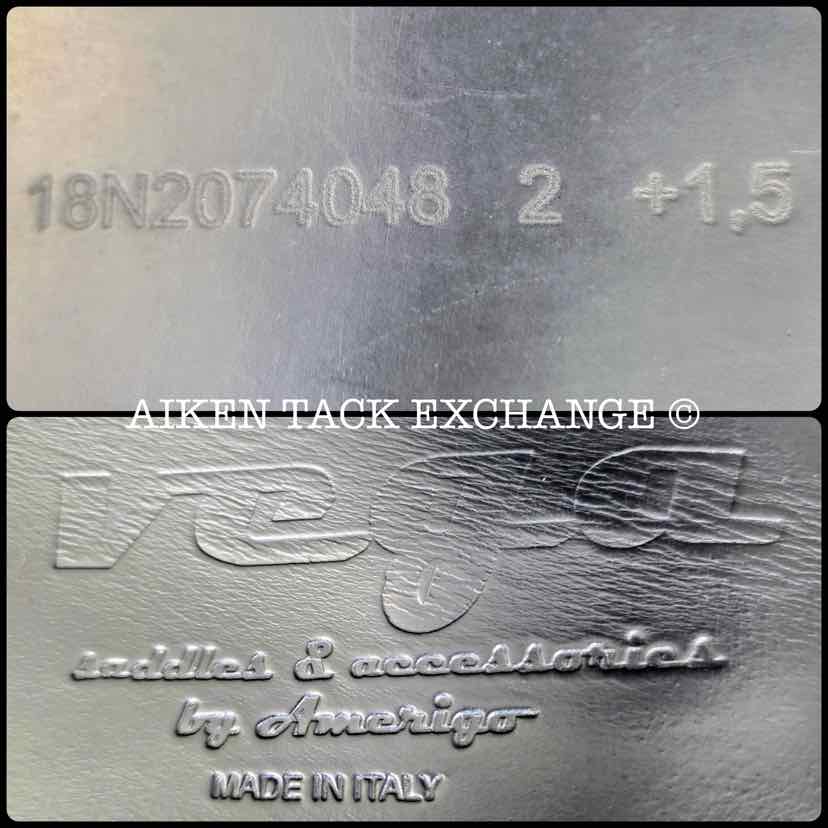 18N2074048 2 +1,5
AIKEN TACK EXCHANGE ©
vega
saddles & accessories
by Amerigo
MADE IN ITALY